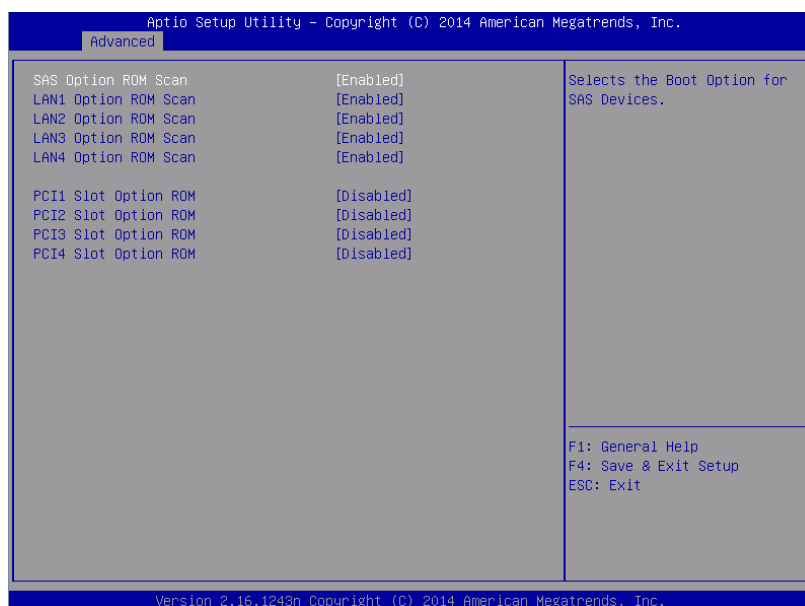 Aptio Setup Utility – Copyright (C) 2014 American Megatrends, Inc.
Advanced
SAS Option ROM Scan [Enabled]
LAN1 Option ROM Scan [Enabled]
LAN2 Option ROM Scan [Enabled]
LAN3 Option ROM Scan [Enabled]
LAN4 Option ROM Scan [Enabled]
PCI1 Slot Option ROM [Disabled]
PCI2 Slot Option ROM [Disabled]
PCI3 Slot Option ROM [Disabled]
PCI4 Slot Option ROM [Disabled]
Selects the Boot Option for
SAS Devices.
F1: General Help
F4: Save & Exit Setup
ESC: Exit
Version 2.16.1243n Copyright (C) 2014 American Megatrends, Inc.